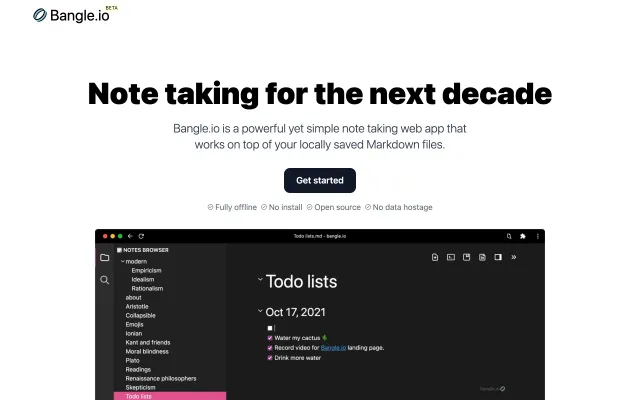 Bangle.io BETA
Note taking for the next decade
Bangle.io is a powerful yet simple note taking web app that
works on top of your locally saved Markdown files.
Get started
Fully offline No install Open source No data hostage
Todo lists.md - bangle.io
NOTES BROWSER
modern
Empiricism
Idealism
Rationalism
about
Aristotle
Collapsible
Emojis
Ionian
Kant and friends
Moral blindness
Plato
Readings
Renaissance philosophers
Skepticism
Todo lists
Todo lists
Oct 17, 2021
Water my cactus
Record video for Bangle.io landing page.
Drink more water
bangle.io